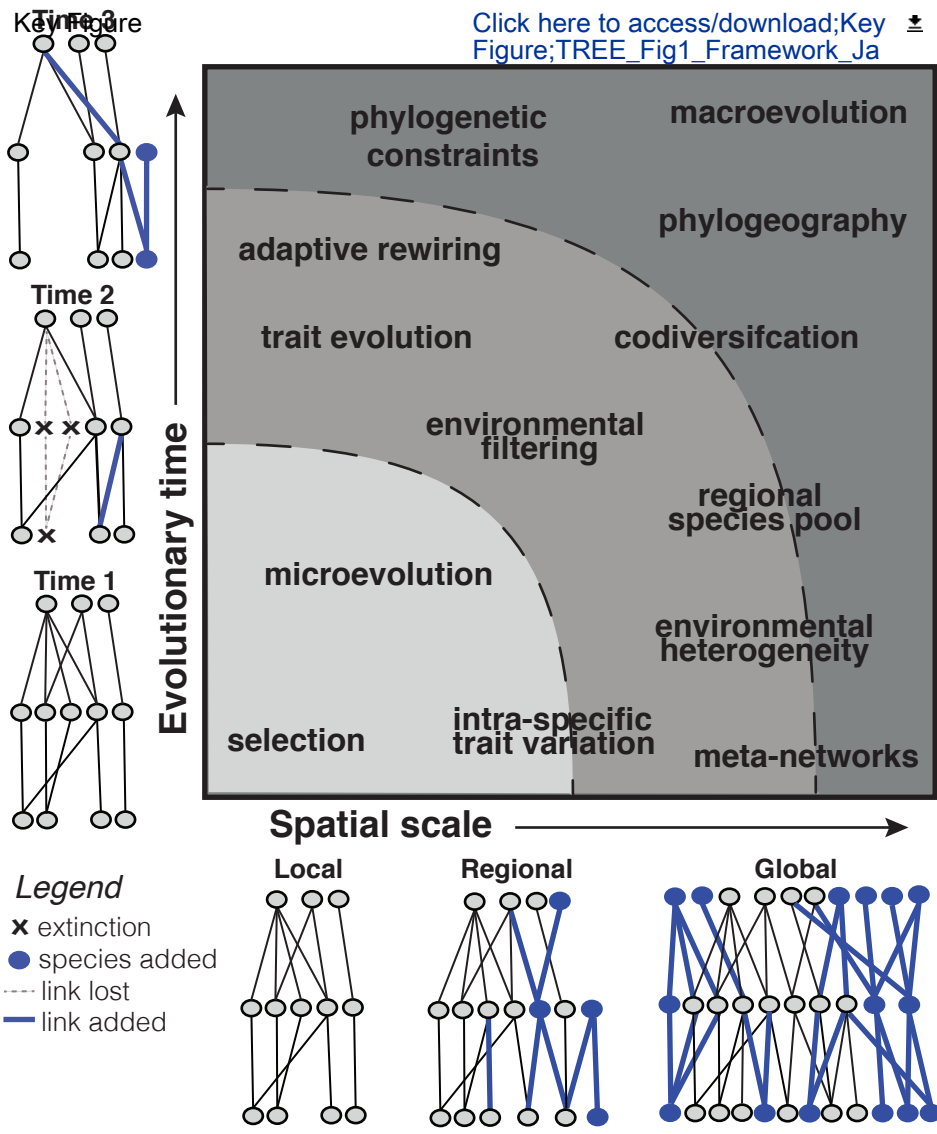 Key Figure
Click here to access/download;Key
Figure;TREE_Fig1_Framework_Ja
Time 3
phylogenetic
constraints
macroevolution
phylogeography
adaptive rewiring
Time 2
trait evolution
codiversifcation
environmental
filtering
regional
species pool
Evolutionary time
Time 1
microevolution
environmental
heterogeneity
selection
intra-specific
trait variation
meta-networks
Spatial scale
Local
Regional
Global
Legend
x extinction
species added
link lost
link added